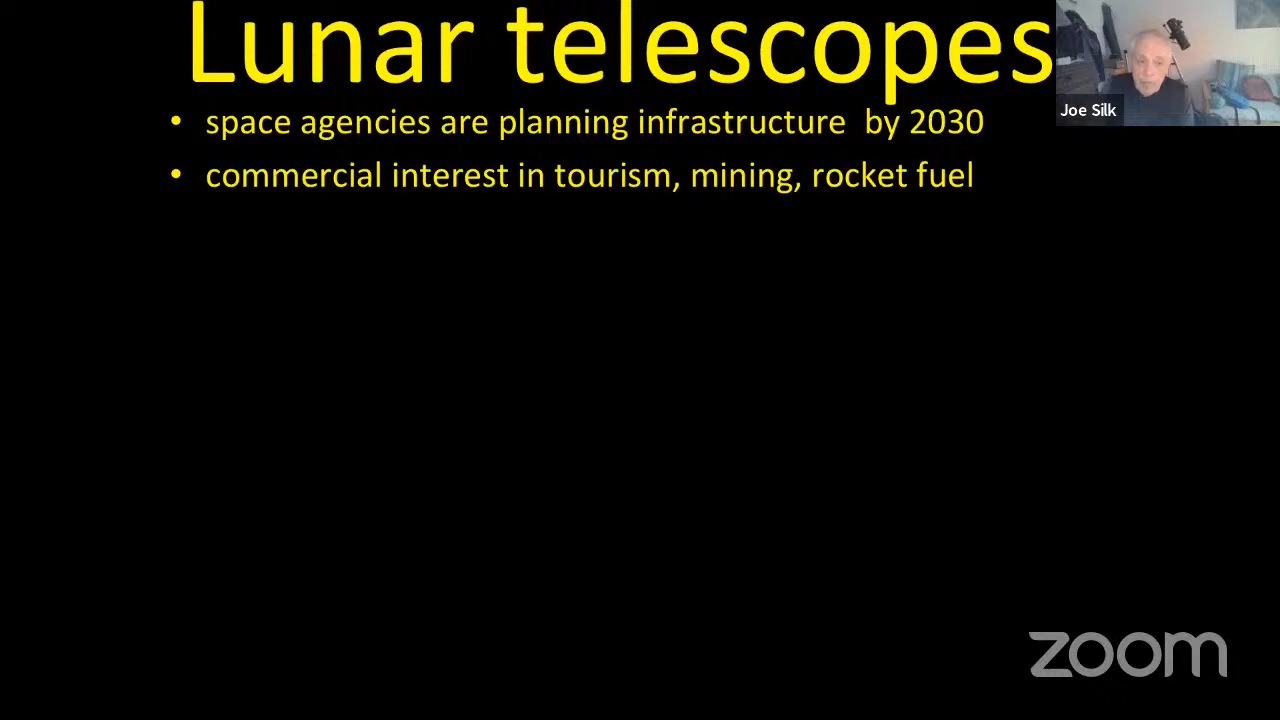 Lunar telescopes
• space agencies are planning infrastructure by 2030
• commercial interest in tourism, mining, rocket fuel
Joe Silk
zoom